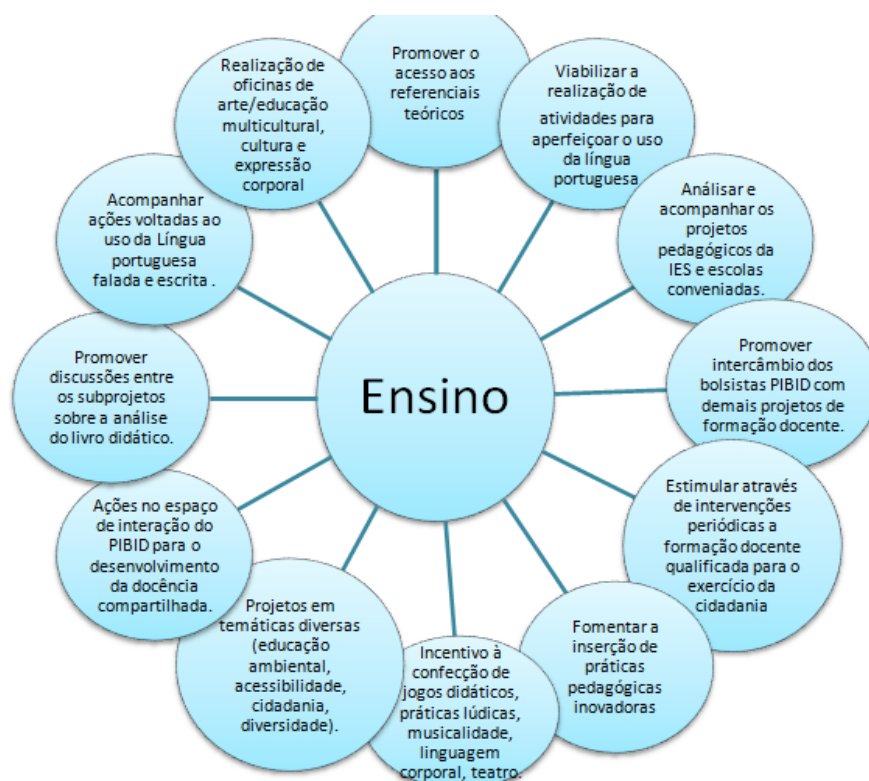 Promover o
acesso aos
referenciais
teóricos
Viabilizar a
realização de
atividades para
aperfeiçoar o uso
da língua
portuguesa
Análisar e
acompanhar os
projetos
pedagógicos da
IES e escolas
conveniadas.
Promover
intercâmbio dos
bolsistas PIBID com
demais projetos de
formação docente.
Estimular através
de intervenções
periódicas a
formação docente
qualificada para o
exercício da
cidadania
Fomentar a
inserção de
práticas
pedagógicas
inovadoras
Incentivo à
confecção de
jogos didáticos,
práticas lúdicas,
musicalidade,
linguagem
corporal, teatro.
Projetos em
temáticas diversas
(educação
ambiental,
acessibilidade,
cidadania,
diversidade).
Ações no espaço
de interação do
PIBID para o
desenvolvimento
da docência
compartilhada.
Promover
discussões entre
os subprojetos
sobre a análise
do livro didático.
Acompanhar
ações voltadas ao
uso da Língua
portuguesa
falada e escrita .
Realização de
oficinas de
arte/educação
multicultural,
cultura e
expressão
corporal
Ensino